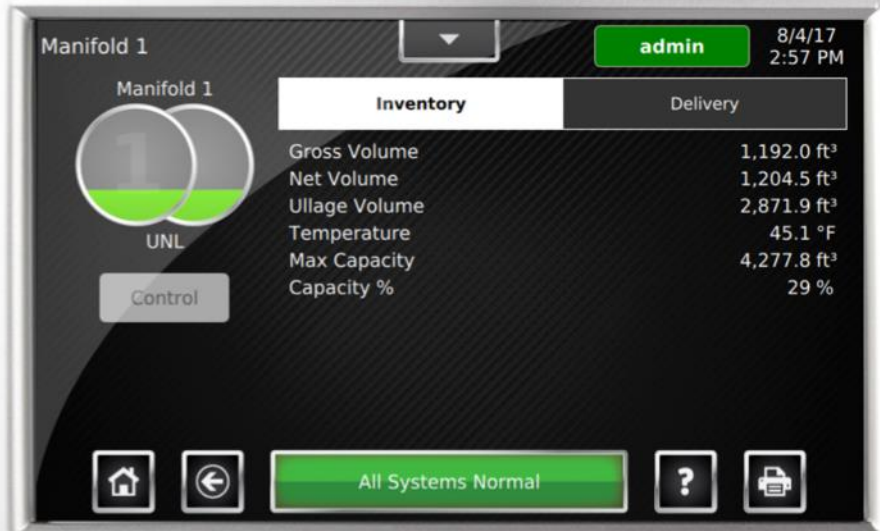 Manifold 1
admin
8/4/17
2:57 PM
Manifold 1
1
UNL
Control
Inventory
Delivery
Gross Volume 1,192.0 ft³
Net Volume 1,204.5 ft³
Ullage Volume 2,871.9 ft³
Temperature 45.1 °F
Max Capacity 4,277.8 ft³
Capacity % 29 %
All Systems Normal
?